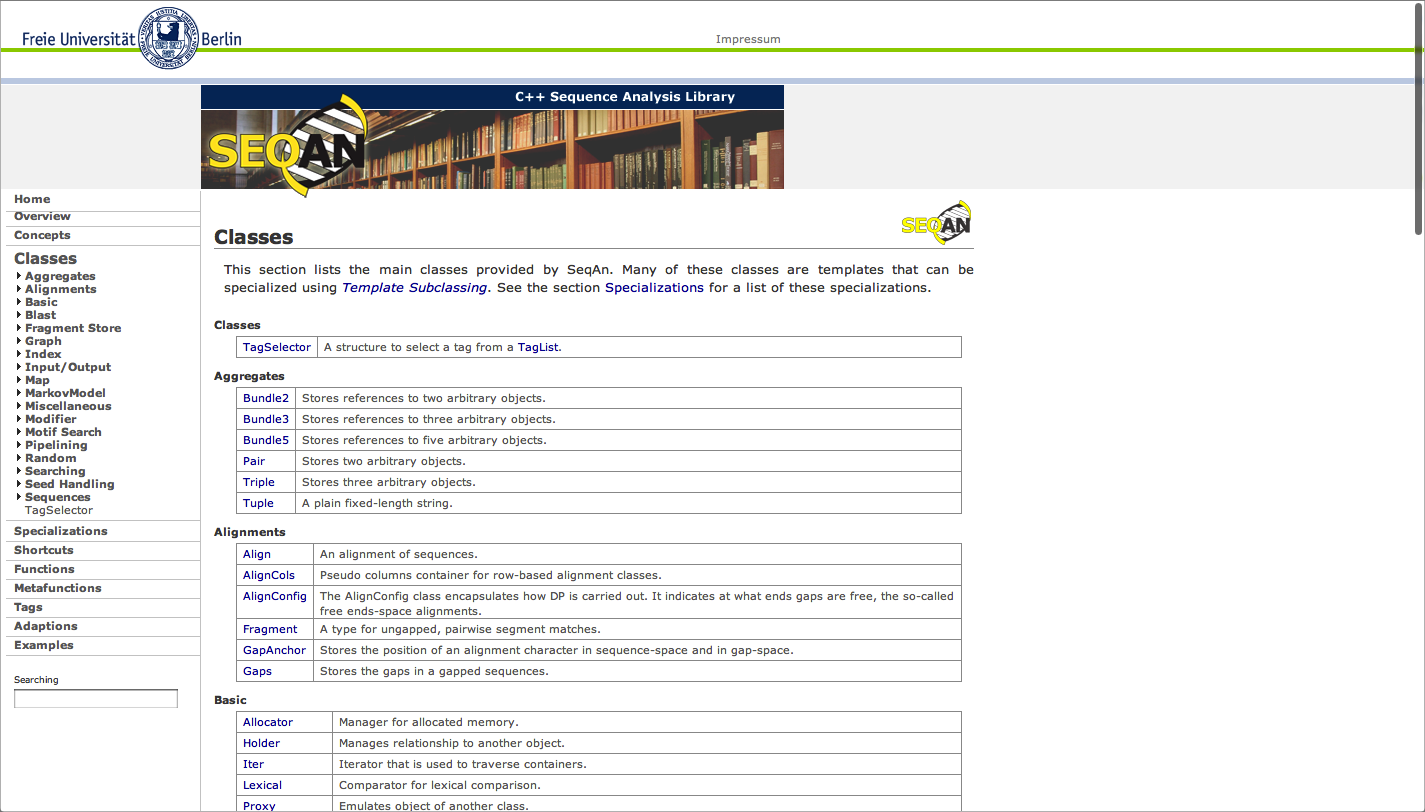 Freie Universität Berlin
Impressum
C++ Sequence Analysis Library
SEQAN
Home
Overview
Concepts
Classes
Aggregates
Alignments
Basic
Blast
Fragment Store
Graph
Index
Input/Output
Map
MarkovModel
Miscellaneous
Modifier
Motif Search
Pipelining
Random
Searching
Seed Handling
Sequences
TagSelector
Specializations
Shortcuts
Functions
Metafunctions
Tags
Adaptions
Examples
Searching
SEQAN
Classes
This section lists the main classes provided by SeqAn. Many of these classes are templates that can be
specialized using Template Subclassing. See the section Specializations for a list of these specializations.
Classes
TagSelector A structure to select a tag from a TagList.
Aggregates
Bundle2 Stores references to two arbitrary objects.
Bundle3 Stores references to three arbitrary objects.
Bundle5 Stores references to five arbitrary objects.
Pair Stores two arbitrary objects.
Triple Stores three arbitrary objects.
Tuple A plain fixed-length string.
Alignments
Align An alignment of sequences.
AlignCols Pseudo columns container for row-based alignment classes.
AlignConfig The AlignConfig class encapsulates how DP is carried out. It indicates at what ends gaps are free, the so-called
free ends-space alignments.
Fragment A type for ungapped, pairwise segment matches.
GapAnchor Stores the position of an alignment character in sequence-space and in gap-space.
Gaps Stores the gaps in a gapped sequences.
Basic
Allocator Manager for allocated memory.
Holder Manages relationship to another object.
Iter Iterator that is used to traverse containers.
Lexical Comparator for lexical comparison.
Proxy Emulates object of another class.